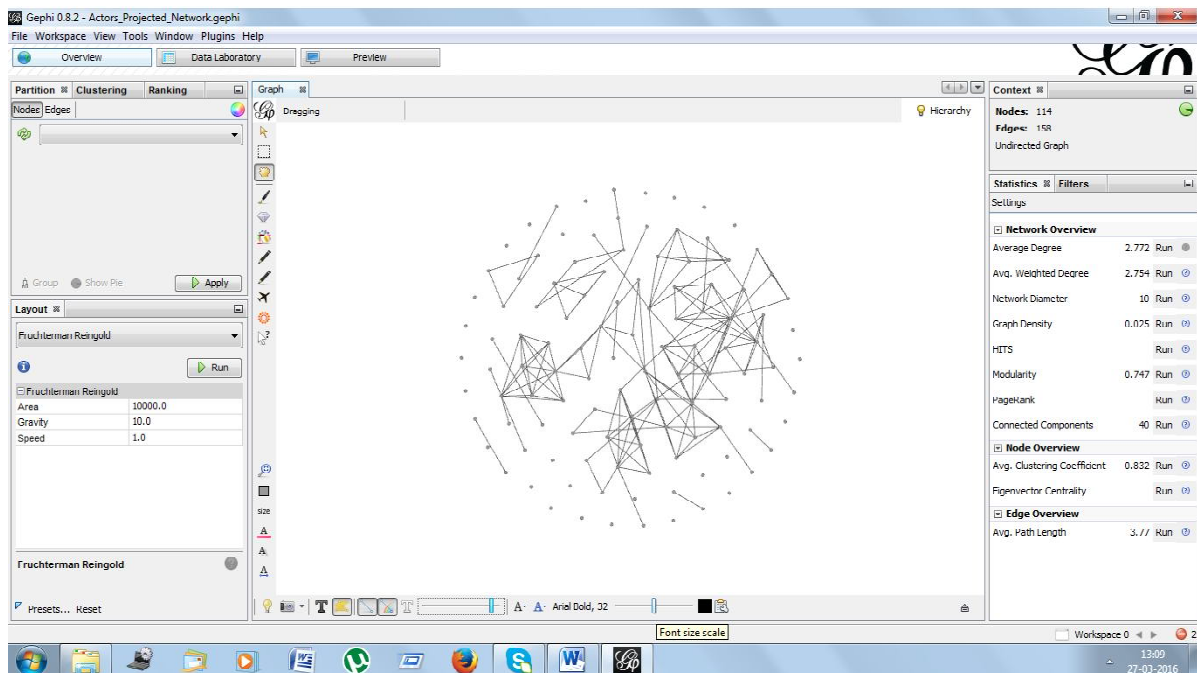 Gephi 0.8.2 - Actors_Projected_Network.gephi
File Workspace View Tools Window Plugins Help
Overview Data Laboratory Preview
Partition Clustering Ranking
Nodes Edges
Group Show Pie Apply
Layout
Fruchterman Reingold
Run
Fruchterman Reingold
Area 10000.0
Gravity 10.0
Speed 1.0
Fruchterman Reingold
Presets... Reset
Graph
Dragging
Hierarchy
size
A
A
A
T T A- A- Arial Bold, 32
Font size scale
Context
Nodes: 114
Edges: 158
Undirected Graph
Statistics Filters
Settings
Network Overview
Average Degree 2.772 Run
Avg. Weighted Degree 2.754 Run
Network Diameter 10 Run
Graph Density 0.025 Run
HITS Run
Modularity 0.747 Run
PageRank Run
Connected Components 40 Run
Node Overview
Avg. Clustering Coefficient 0.832 Run
Eigenvector Centrality Run
Edge Overview
Avg. Path Length 3.77 Run
Workspace 0 2
13:09
27-03-2016